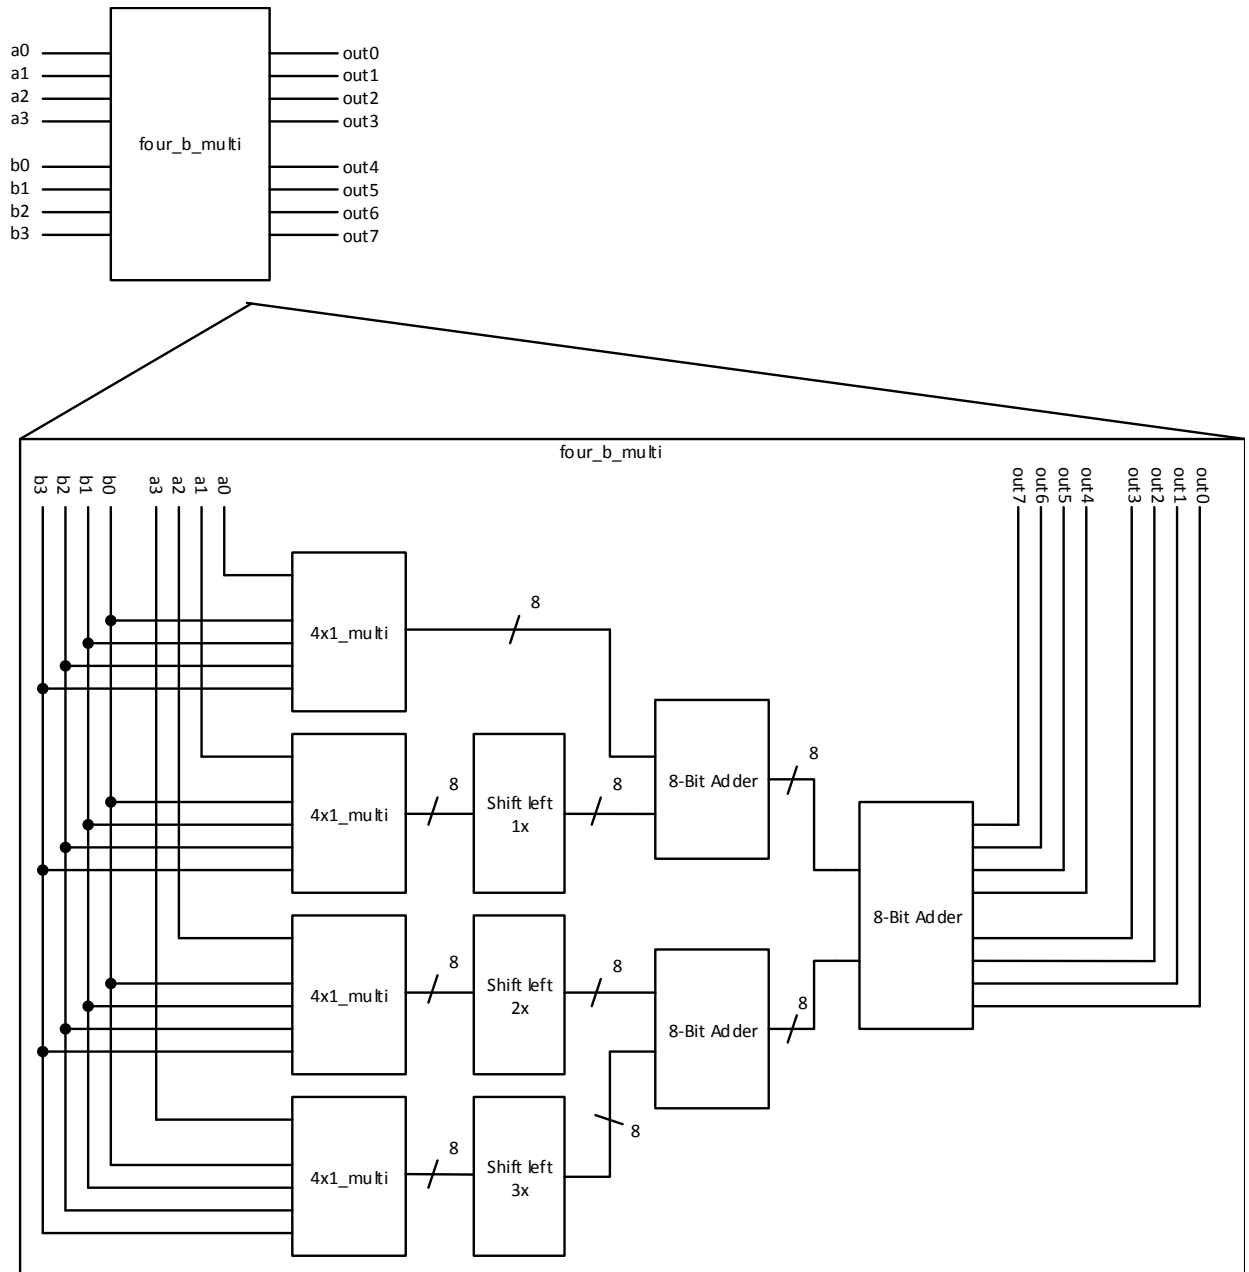 a0
a1
a2
a3
b0
b1
b2
b3
four_b_multi
out0
out1
out2
out3
out4
out5
out6
out7
four_b_multi
b3
b2
b1
b0
a3
a2
a1
a0
out7
out6
out5
out4
out3
out2
out1
out0
4x1_multi
8
4x1_multi
8
Shift left
1x
8
8-Bit Adder
8
4x1_multi
8
Shift left
2x
8
8-Bit Adder
8
8-Bit Adder
4x1_multi
8
Shift left
3x
8